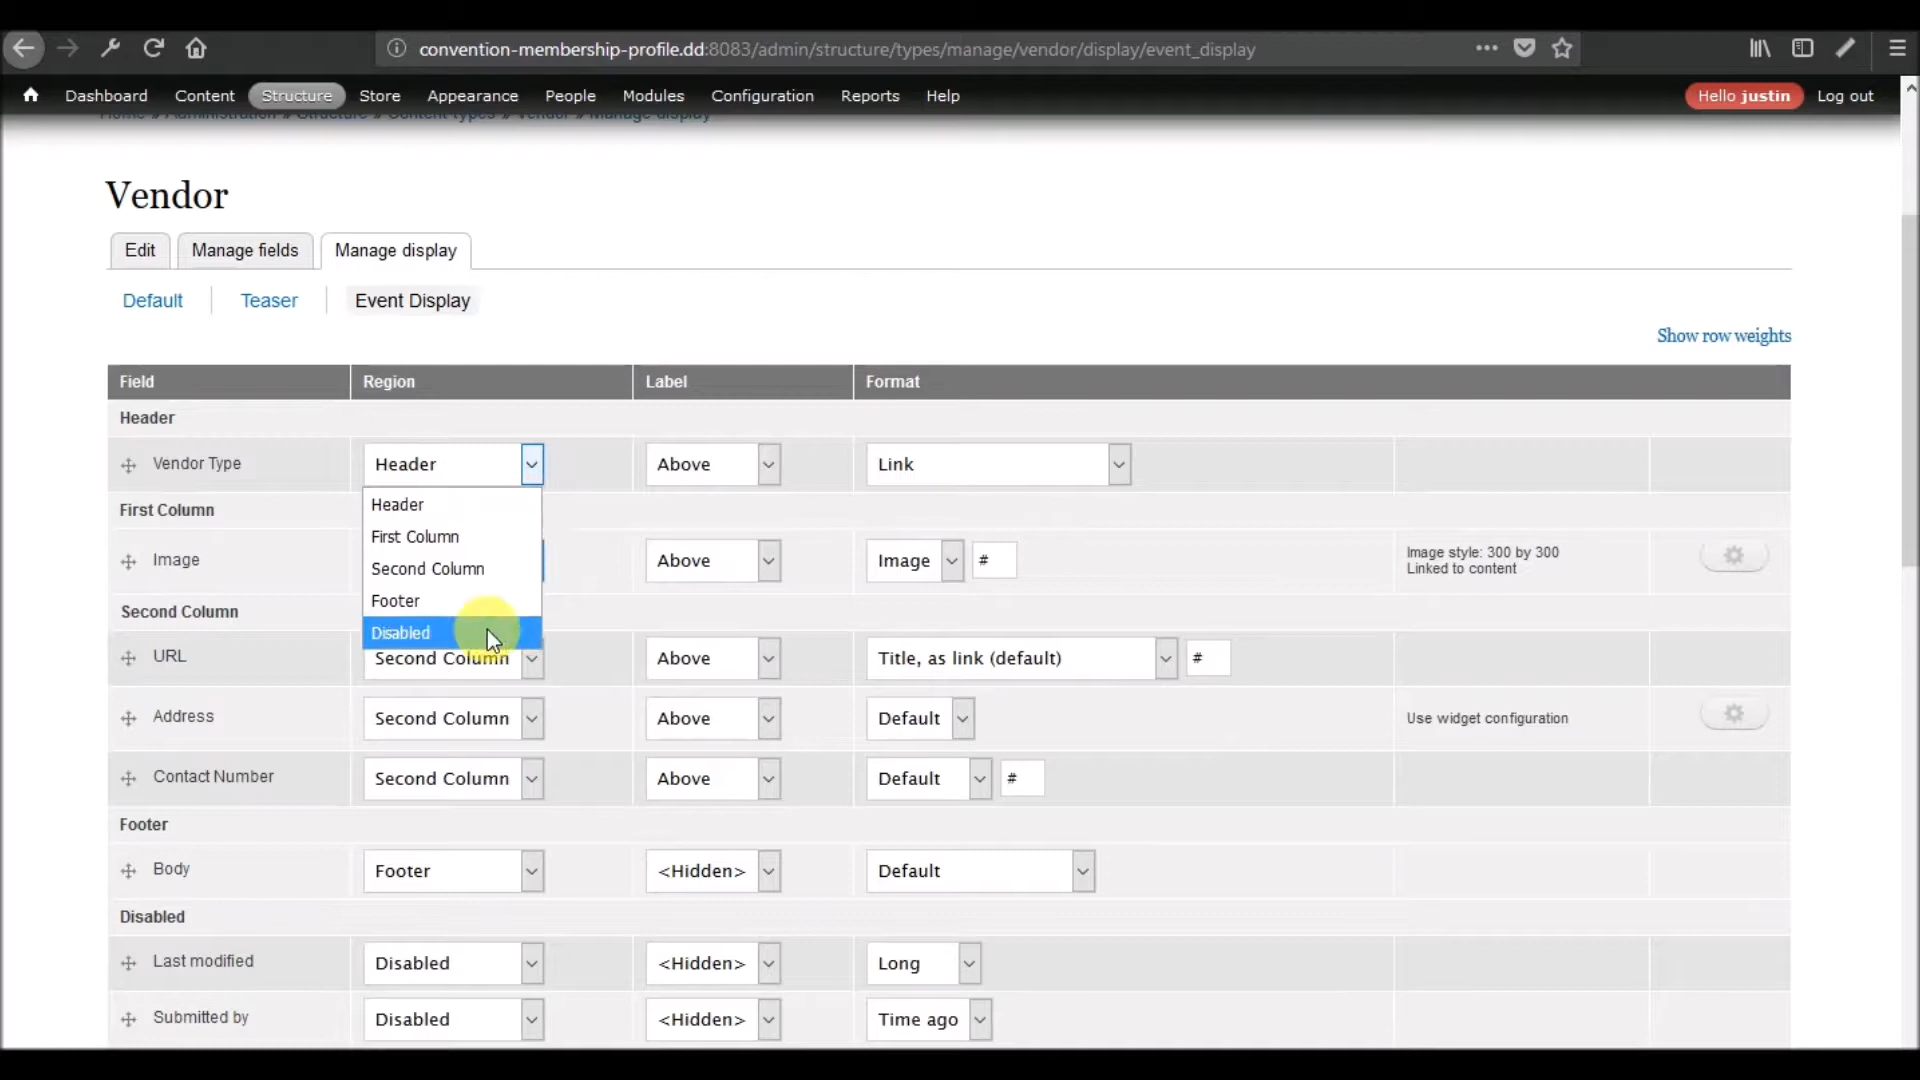 convention-membership-profile.dd:8083/admin/structure/types/manage/vendor/display/event_display
Dashboard Content Structure Store Appearance People Modules Configuration Reports Help Hello justin Log out
Home » Administration » Structure » Content types » Vendor » Manage display
Vendor
Edit Manage fields Manage display
Default Teaser Event Display
Show row weights
Field Region Label Format
Header
Vendor Type Header Above Link
Header
First Column
First Column
Image Above Image # Image style: 300 by 300
Linked to content
Second Column
Footer
Second Column
Disabled
URL Second Column Above Title, as link (default) #
Address Second Column Above Default Use widget configuration
Contact Number Second Column Above Default #
Footer
Body Footer <Hidden> Default
Disabled
Last modified Disabled <Hidden> Long
Submitted by Disabled <Hidden> Time ago